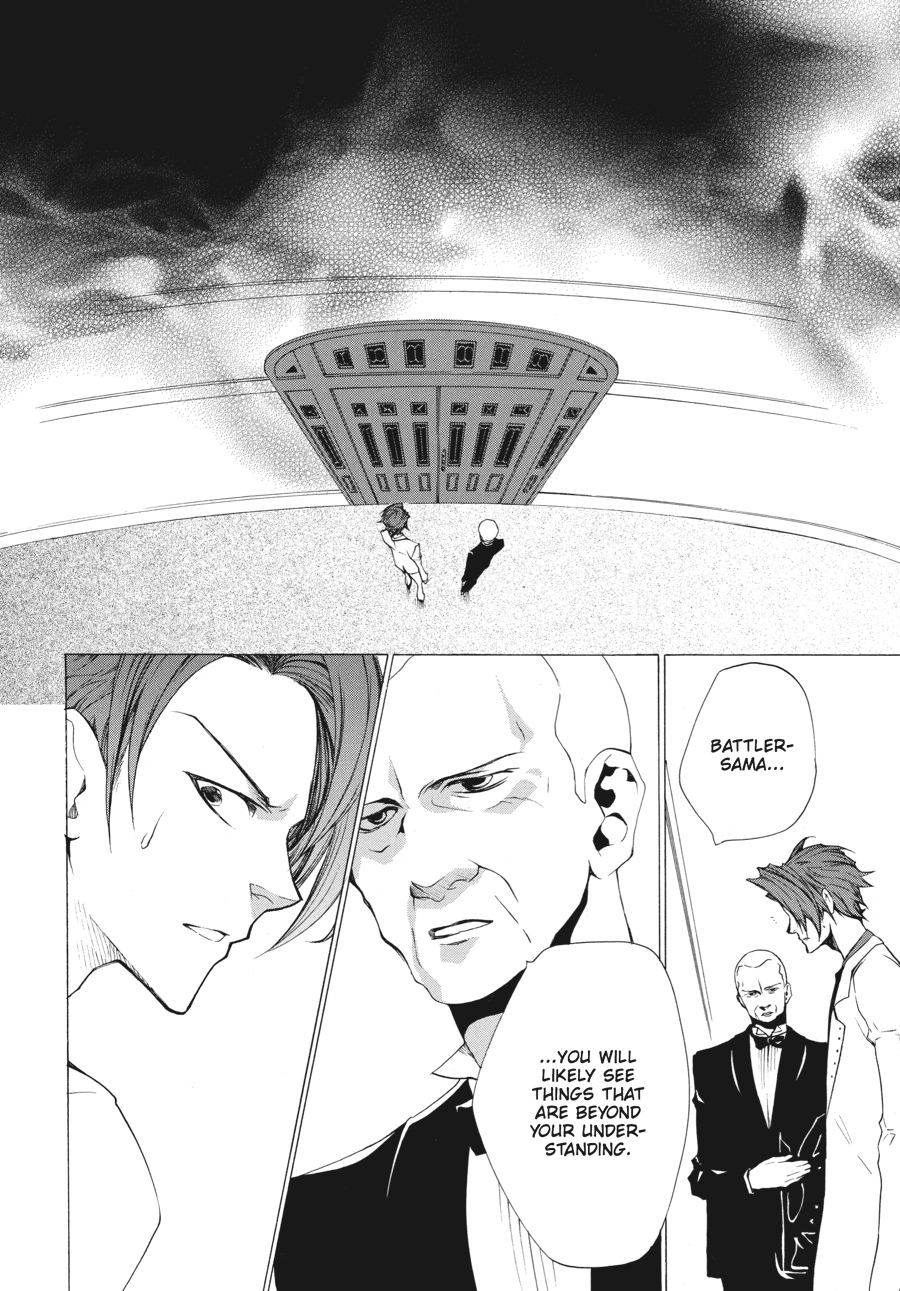 BATTLER-
SAMA...
...YOU WILL
LIKELY SEE
THINGS THAT
ARE BEYOND
YOUR UNDER-
STANDING.